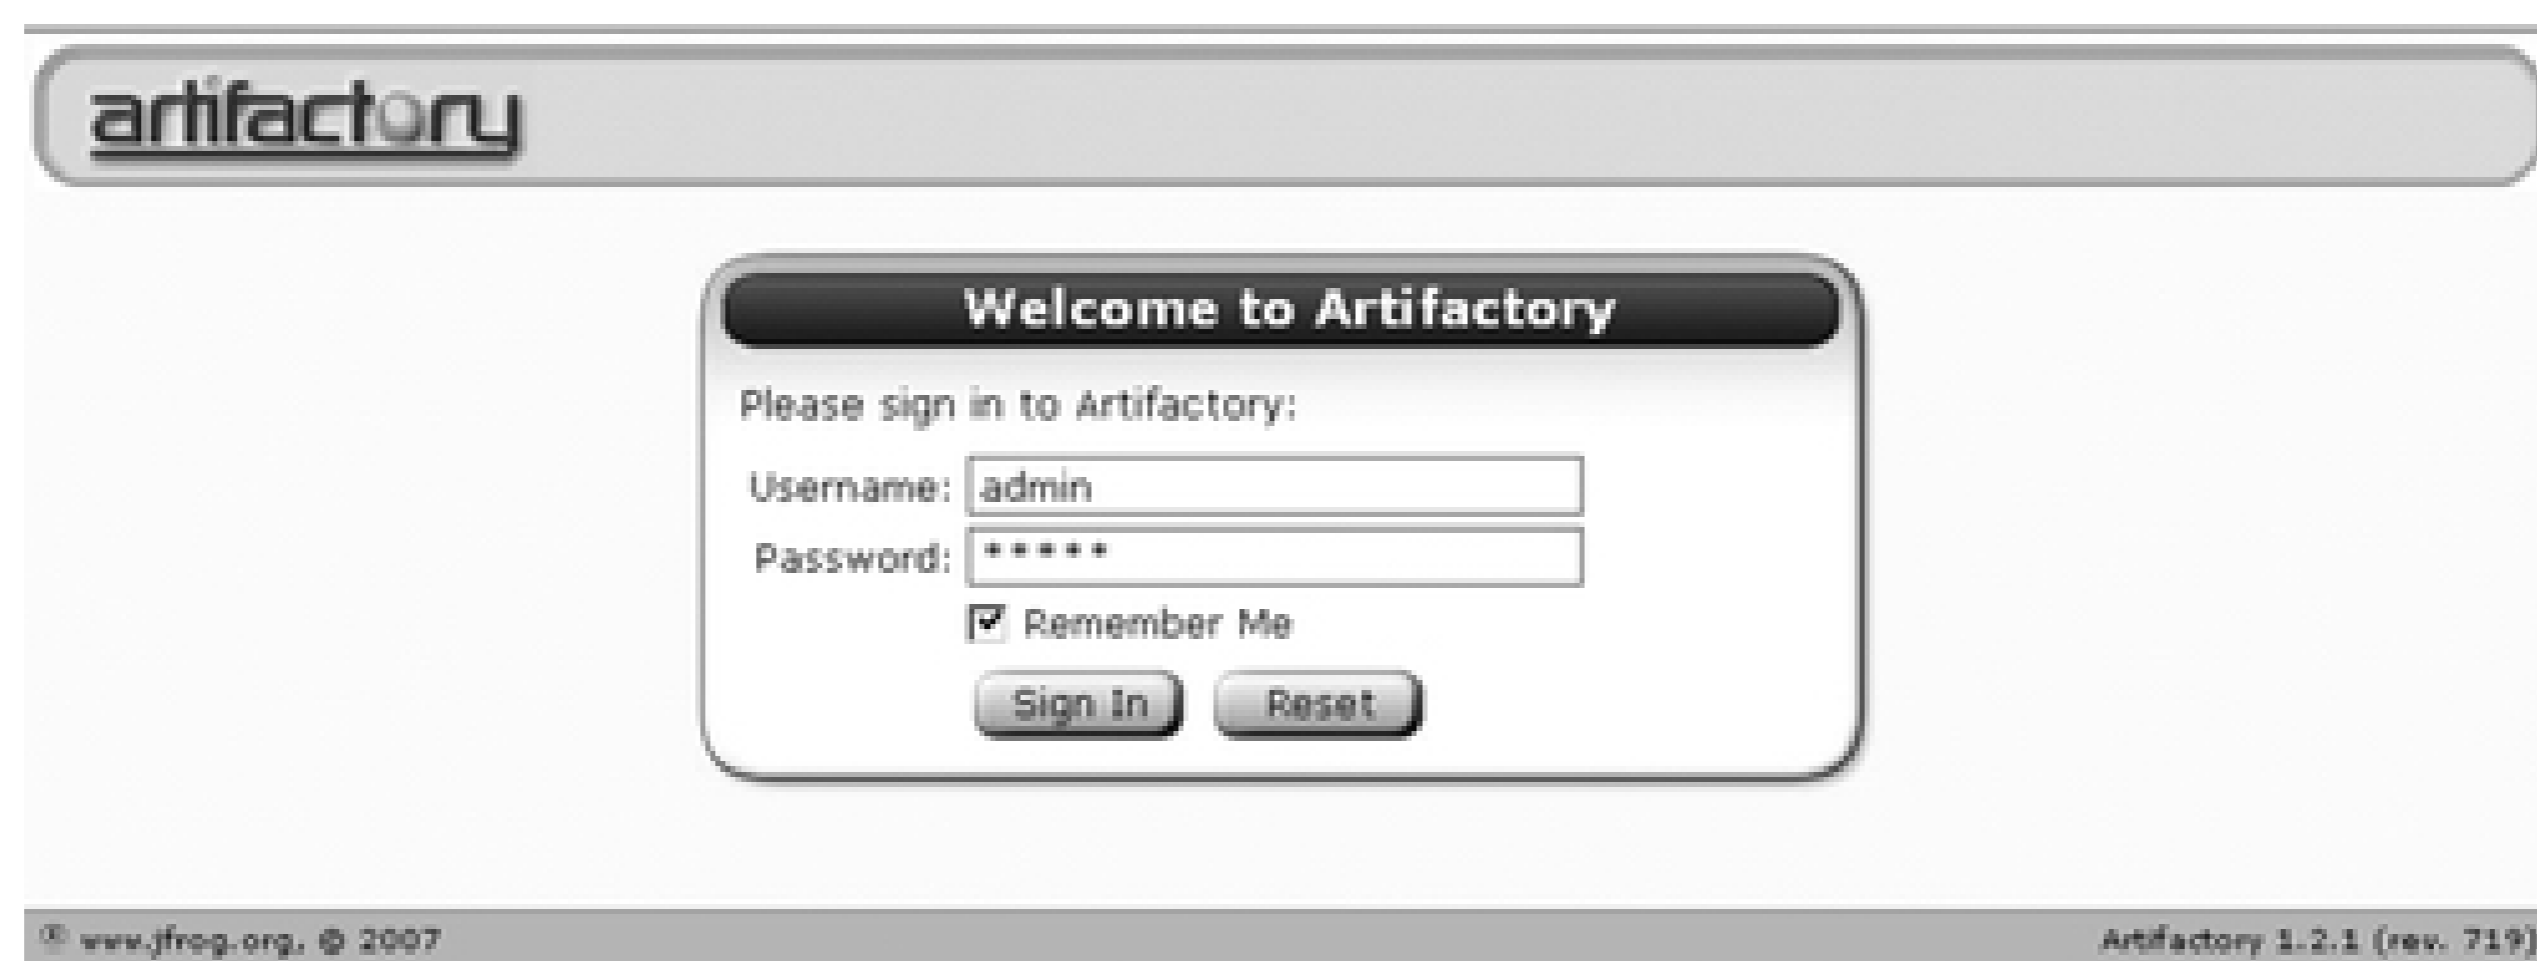 artifactory
Welcome to Artifactory
Please sign in to Artifactory:
Username: admin
Password: *****
Remember Me
Sign In Reset
© www.jfrog.org, © 2007 Artifactory 1.2.1 (rev. 719)